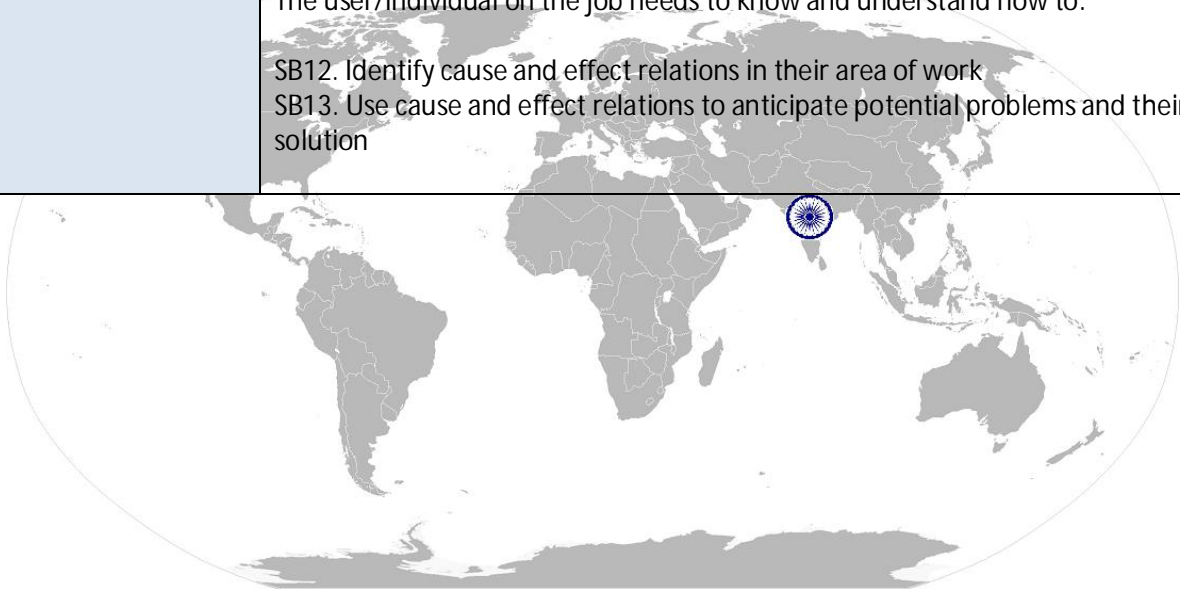 The user/individual on the job needs to know and understand how to:
SB12. Identify cause and effect relations in their area of work
SB13. Use cause and effect relations to anticipate potential problems and their
solution